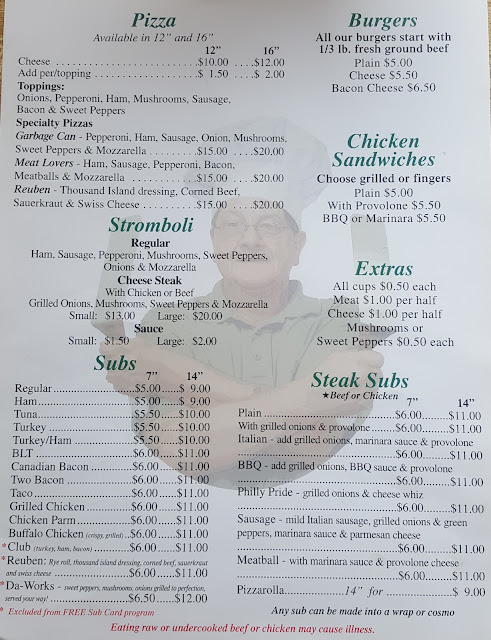 Pizza
Available in 12” and 16”
12” 16”
Cheese . . . . . . . . . . . . . . . . . . . . . . .$10.00 . . . .$12.00
Add per/topping . . . . . . . . . . . . . . . . .$ 1.50 . . .$ 2.00
Toppings:
Onions, Pepperoni, Ham, Mushrooms, Sausage,
Bacon & Sweet Peppers
Specialty Pizzas
Garbage Can - Pepperoni, Ham, Sausage, Onion, Mushrooms,
Sweet Peppers & Mozzarella . . . . . . . .$15.00 . . . .$20.00
Meat Lovers - Ham, Sausage, Pepperoni, Bacon,
Meatballs & Mozzarella . . . . . . . . . . .$15.00 . . . .$20.00
Reuben - Thousand Island dressing, Corned Beef,
Sauerkraut & Swiss Cheese . . . . . . . . .$15.00 . . . .$20.00
Stromboli
Regular
Ham, Sausage, Pepperoni, Mushrooms, Sweet Peppers,
Onions & Mozzarella
Cheese Steak
With Chicken or Beef
Grilled Onions, Mushrooms, Sweet Peppers & Mozzarella
Small: $13.00 Large: $20.00
Sauce
Small: $1.50 Large: $2.00
Subs
7” 14”
Regular.............................$5.00......$ 9.00
Ham.................................$5.00......$ 9.00
Tuna.................................$5.50......$10.00
Turkey..............................$5.50......$10.00
Turkey/Ham.....................$5.50......$10.00
BLT..................................$6.00......$11.00
Canadian Bacon................$6.00......$11.00
Two Bacon.......................$6.00......$11.00
Taco..................................$6.00......$11.00
Grilled Chicken................$6.00......$11.00
Chicken Parm...................$6.00......$11.00
Buffalo Chicken (crispy, grilled)..$6.00......$11.00
*Club (turkey, ham, bacon)................$6.00......$11.00
*Reuben: Rye roll, thousand island dressing, corned beef, sauerkraut
and swiss cheese .....................$6.00......$11.00
*Da-Works - sweet peppers, mushrooms, onions grilled to perfection,
served your way!.....................$6.50......$12.00
* Excluded from FREE Sub Card program
Burgers
All our burgers start with
1/3 lb. fresh ground beef
Plain $5.00
Cheese $5.50
Bacon Cheese $6.50
Chicken
Sandwiches
Choose grilled or fingers
Plain $5.00
With Provolone $5.50
BBQ or Marinara $5.50
Extras
All cups $0.50 each
Meat $1.00 per half
Cheese $1.00 per half
Mushrooms or
Sweet Peppers $0.50 each
Steak Subs
★Beef or Chicken 7” 14”
Plain .......................................$6.00.......$11.00
With grilled onions & provolone ......$6.00.......$11.00
Italian - add grilled onions, marinara sauce & provolone
...............................................$6.00.......$11.00
BBQ - add grilled onions, BBQ sauce & provolone
...............................................$6.00.......$11.00
Philly Pride - grilled onions & cheese whiz
...............................................$6.00.......$11.00
Sausage - mild Italian sausage, grilled onions & green
peppers, marinara sauce & parmesan cheese
...............................................$6.00.......$11.00
Meatball - with marinara sauce & provolone cheese
...............................................$6.00.......$11.00
Pizzarolla................14” for .................$ 9.00
Any sub can be made into a wrap or cosmo
Eating raw or undercooked beef or chicken may cause illness.